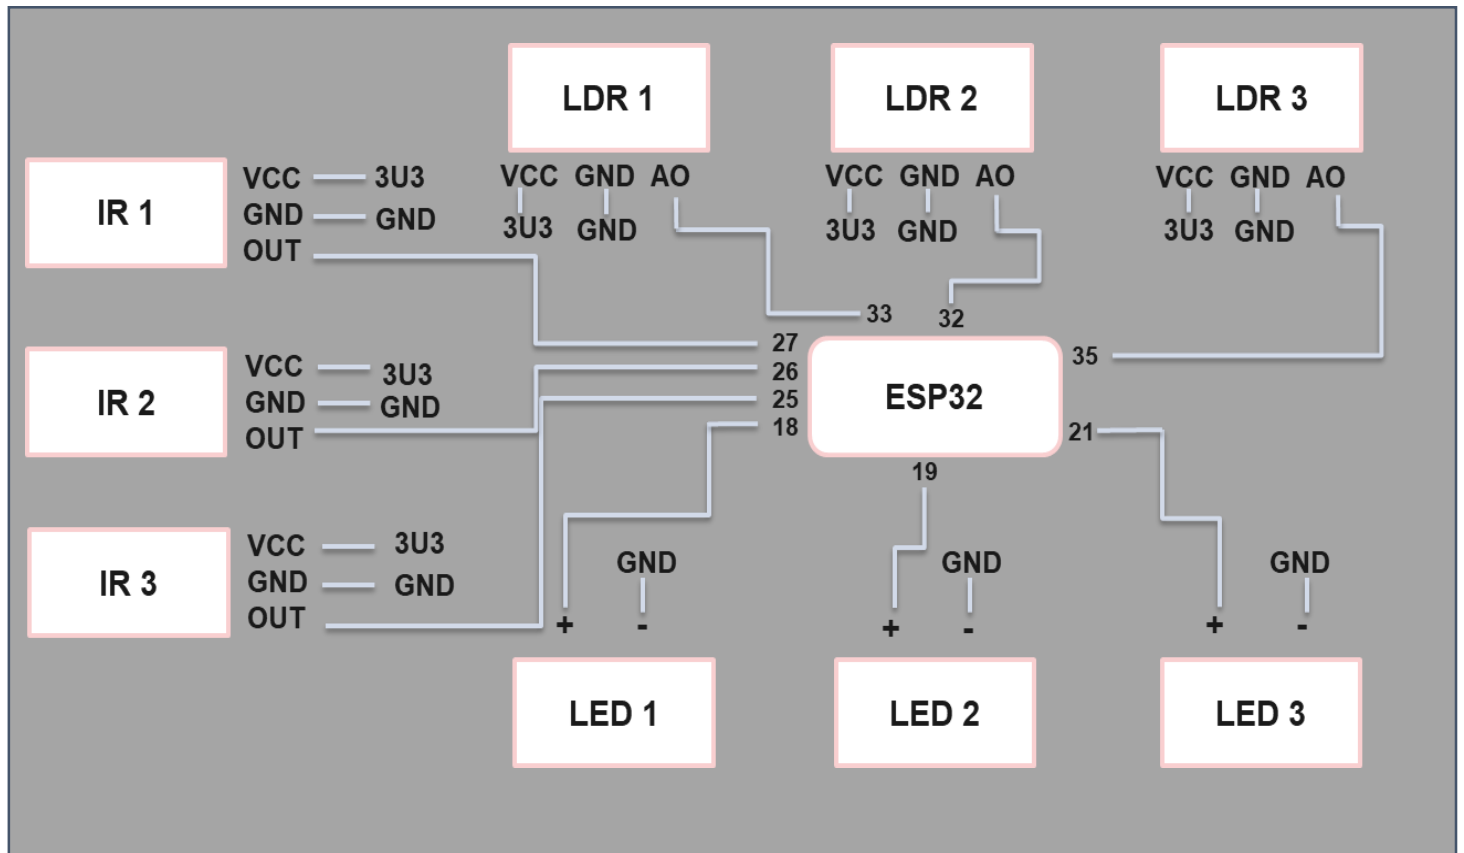 LDR 1
LDR 2
LDR 3
VCC GND AO
3U3 GND
VCC GND AO
3U3 GND
VCC GND AO
3U3 GND
IR 1
VCC 3U3
GND GND
OUT
IR 2
VCC 3U3
GND GND
OUT
IR 3
VCC 3U3
GND GND
OUT
33
32
27
26
25
18
35
21
19
ESP32
GND
+ -
LED 1
GND
+ -
LED 2
GND
+ -
LED 3